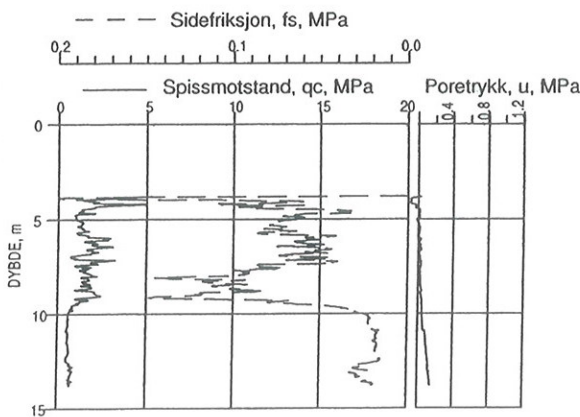 Sidefriksjon, fs, MPa
0.2 0.1 0.0
Spissmotstand, qc, MPa Poretrykk, u, MPa
0 5 10 15 20 0.4 0.8 1.2
DYBDE, m
0
5
10
15